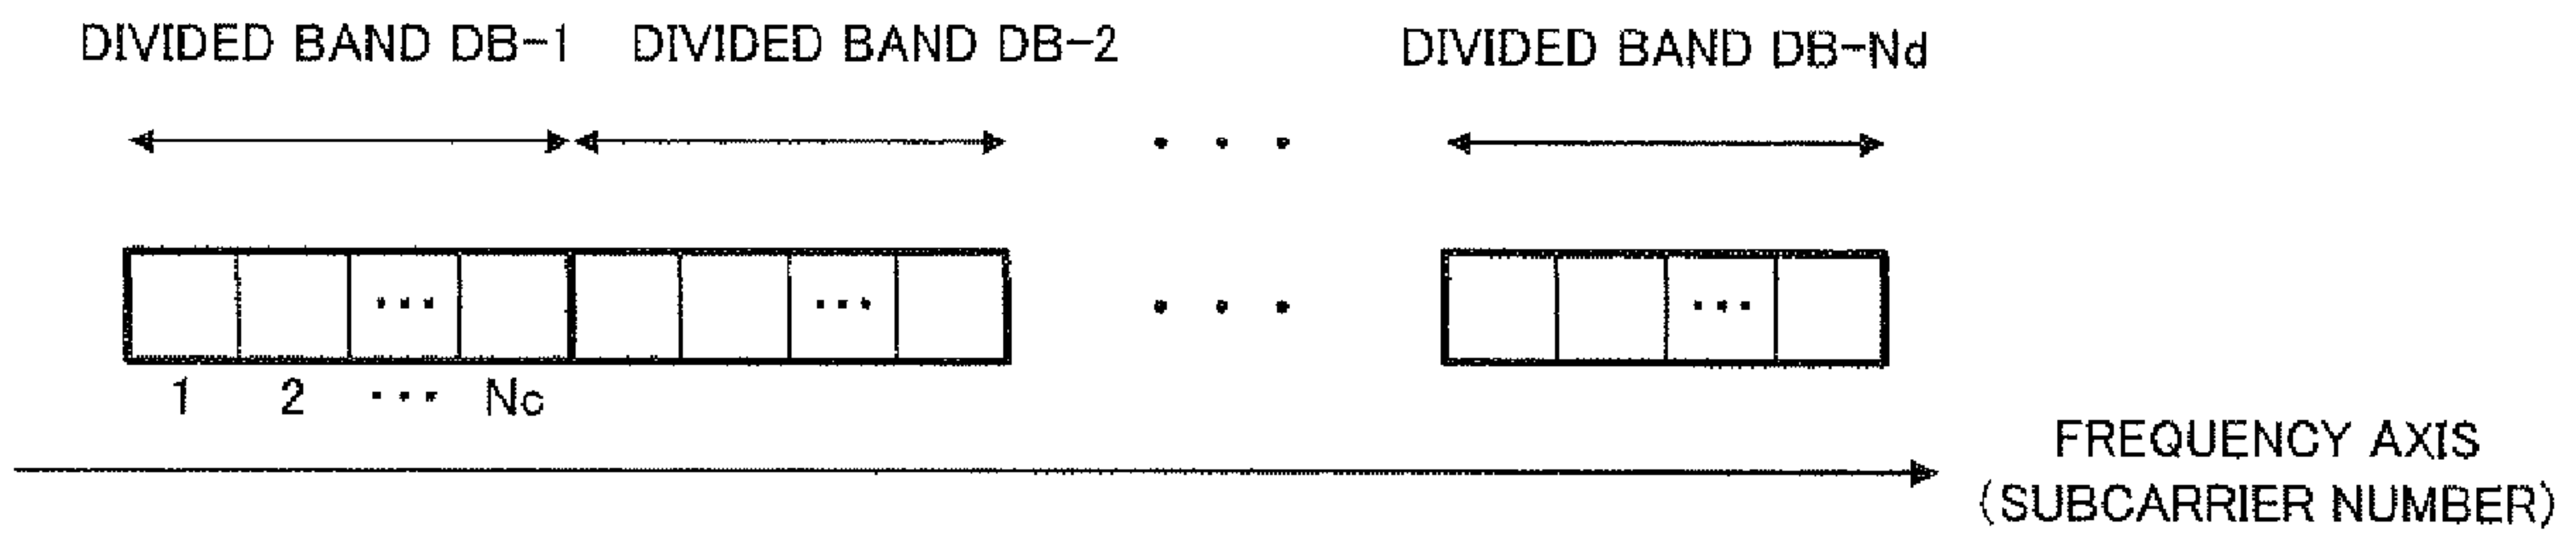 DIVIDED BAND DB-1 DIVIDED BAND DB-2 DIVIDED BAND DB-Nd
. . .
... ... . . . ...
1 2 ... Nc
FREQUENCY AXIS
(SUBCARRIER NUMBER)